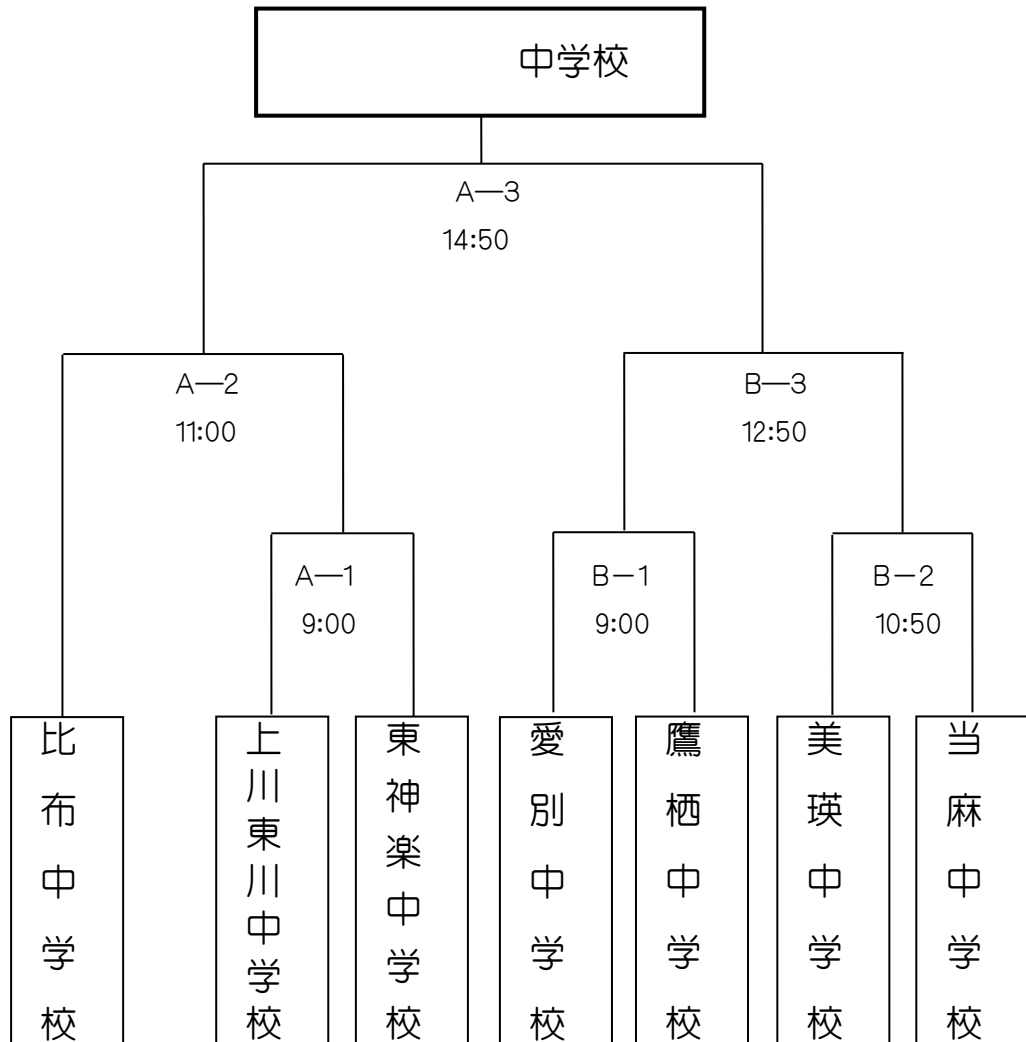 中学校
A—3
14:50
A—2
11:00
B—3
12:50
A—1
9:00
B－1
9:00
B－2
10:50
比布中学校
上川東川中学校
東神楽中学校
愛別中学校
鷹栖中学校
美瑛中学校
当麻中学校